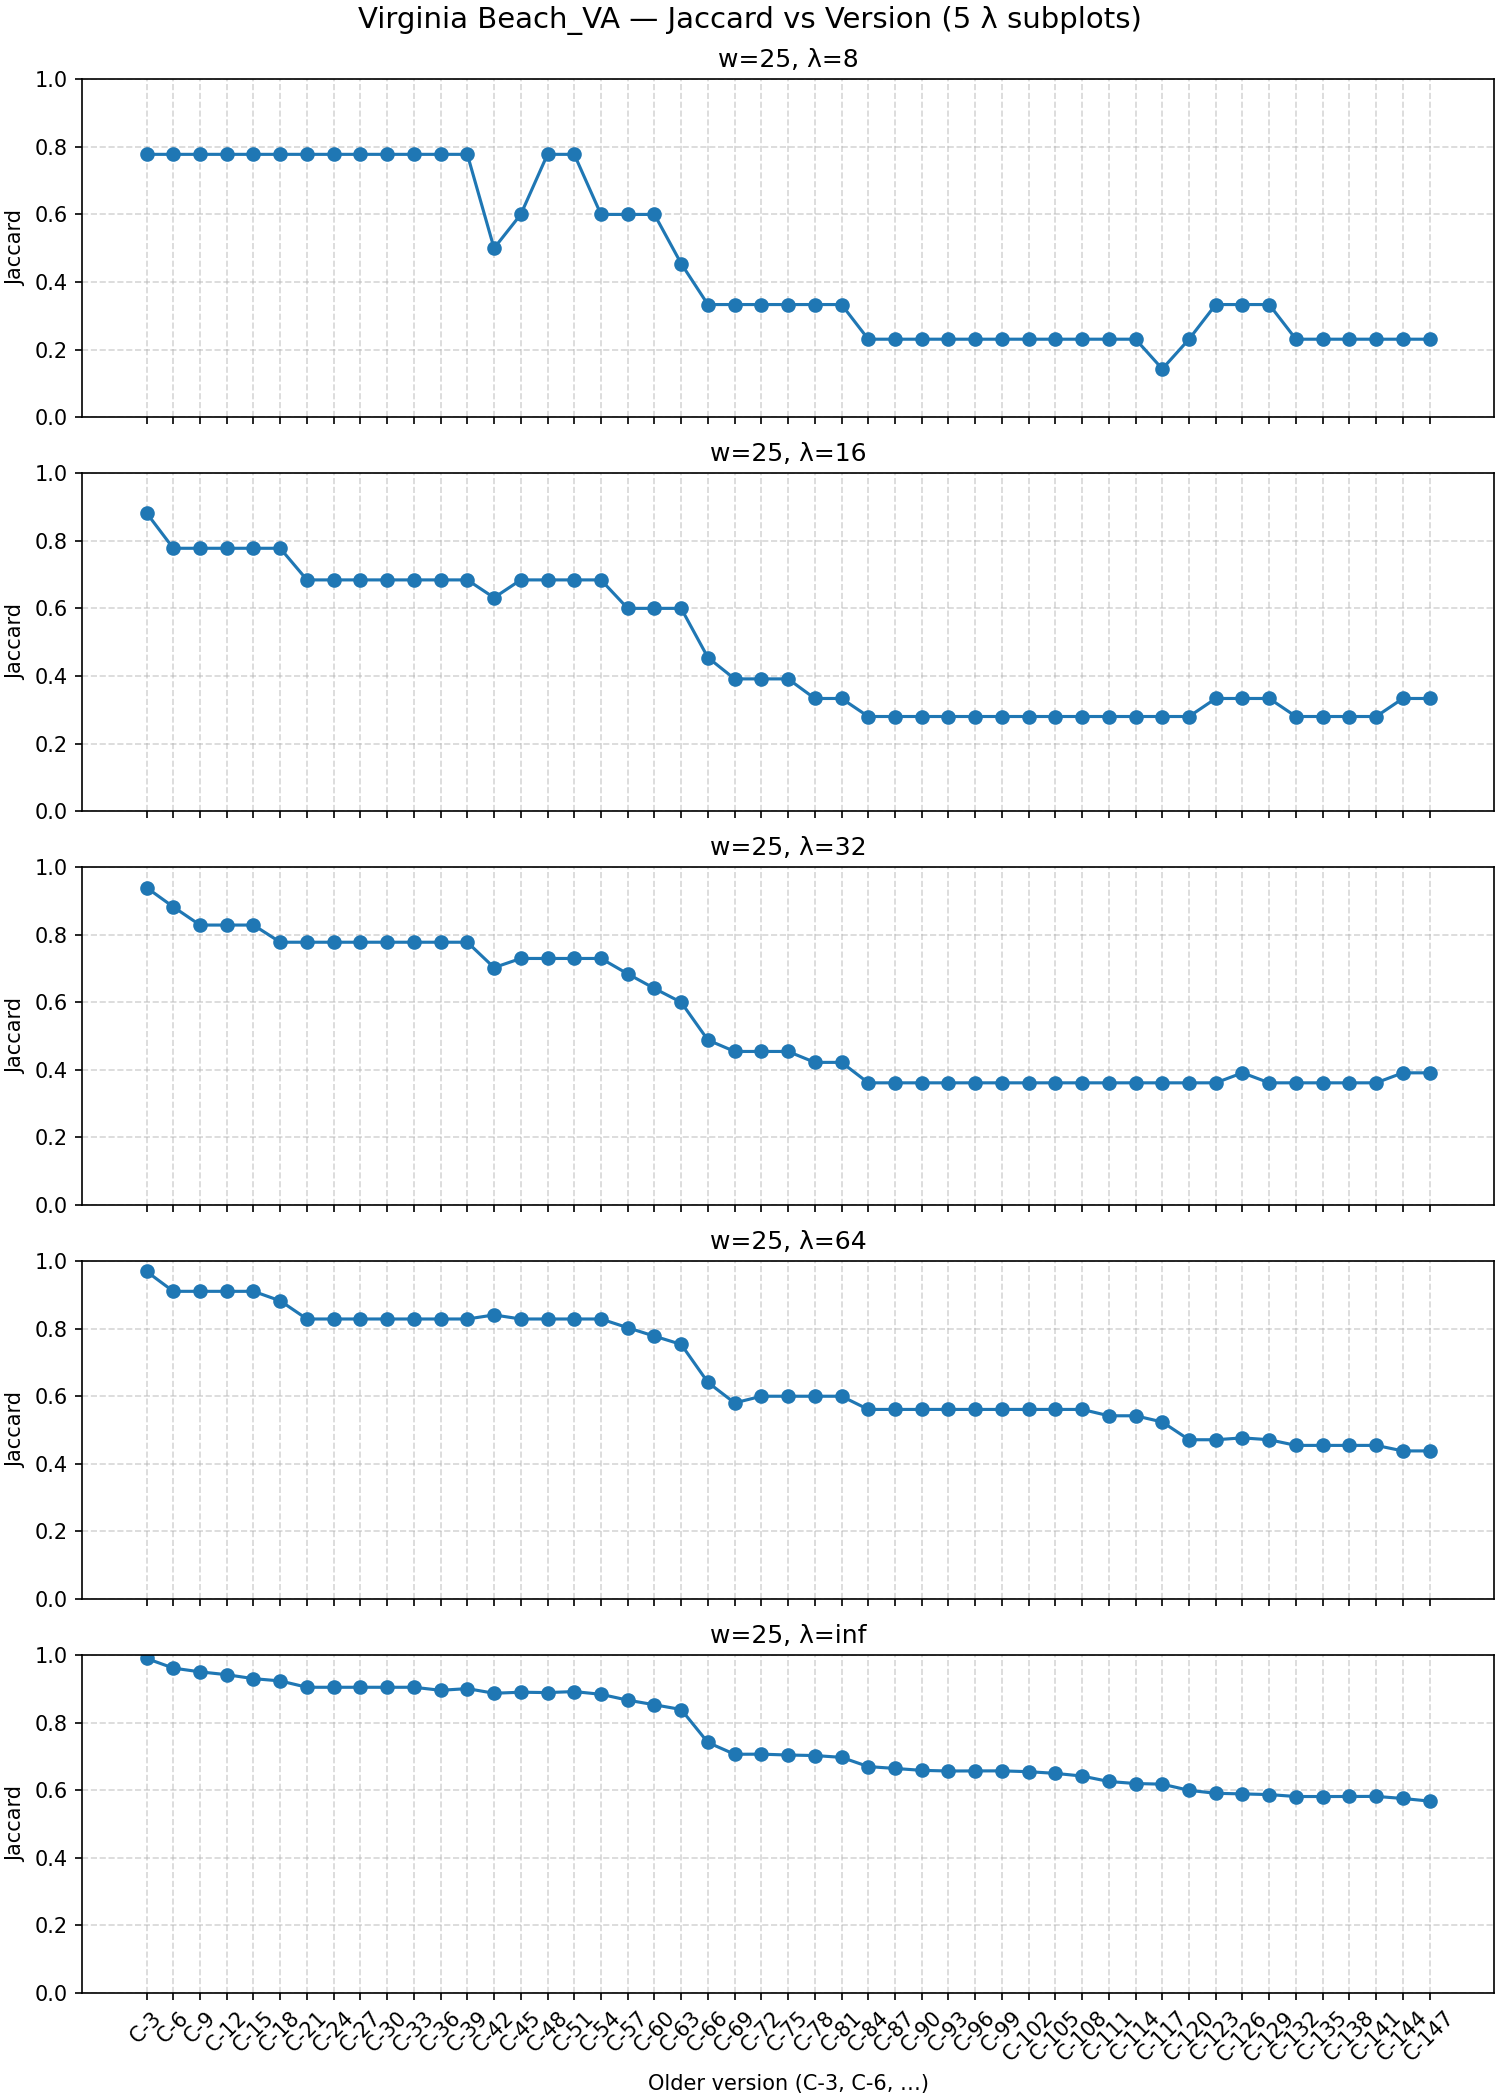 Virginia Beach_VA — Jaccard vs Version (5 λ subplots)
w=25, λ=8
1.0
0.8
0.6
0.4
0.2
0.0
Jaccard
w=25, λ=16
1.0
0.8
0.6
0.4
0.2
0.0
Jaccard
w=25, λ=32
1.0
0.8
0.6
0.4
0.2
0.0
Jaccard
w=25, λ=64
1.0
0.8
0.6
0.4
0.2
0.0
Jaccard
w=25, λ=inf
1.0
0.8
0.6
0.4
0.2
0.0
Jaccard
C-3
C-6
C-9
C-12
C-15
C-18
C-21
C-24
C-27
C-30
C-33
C-36
C-39
C-42
C-45
C-48
C-51
C-54
C-57
C-60
C-63
C-66
C-69
C-72
C-75
C-78
C-81
C-84
C-87
C-90
C-93
C-96
C-99
C-102
C-105
C-108
C-111
C-114
C-117
C-120
C-123
C-126
C-129
C-132
C-135
C-138
C-141
C-144
C-147
Older version (C-3, C-6, ...)